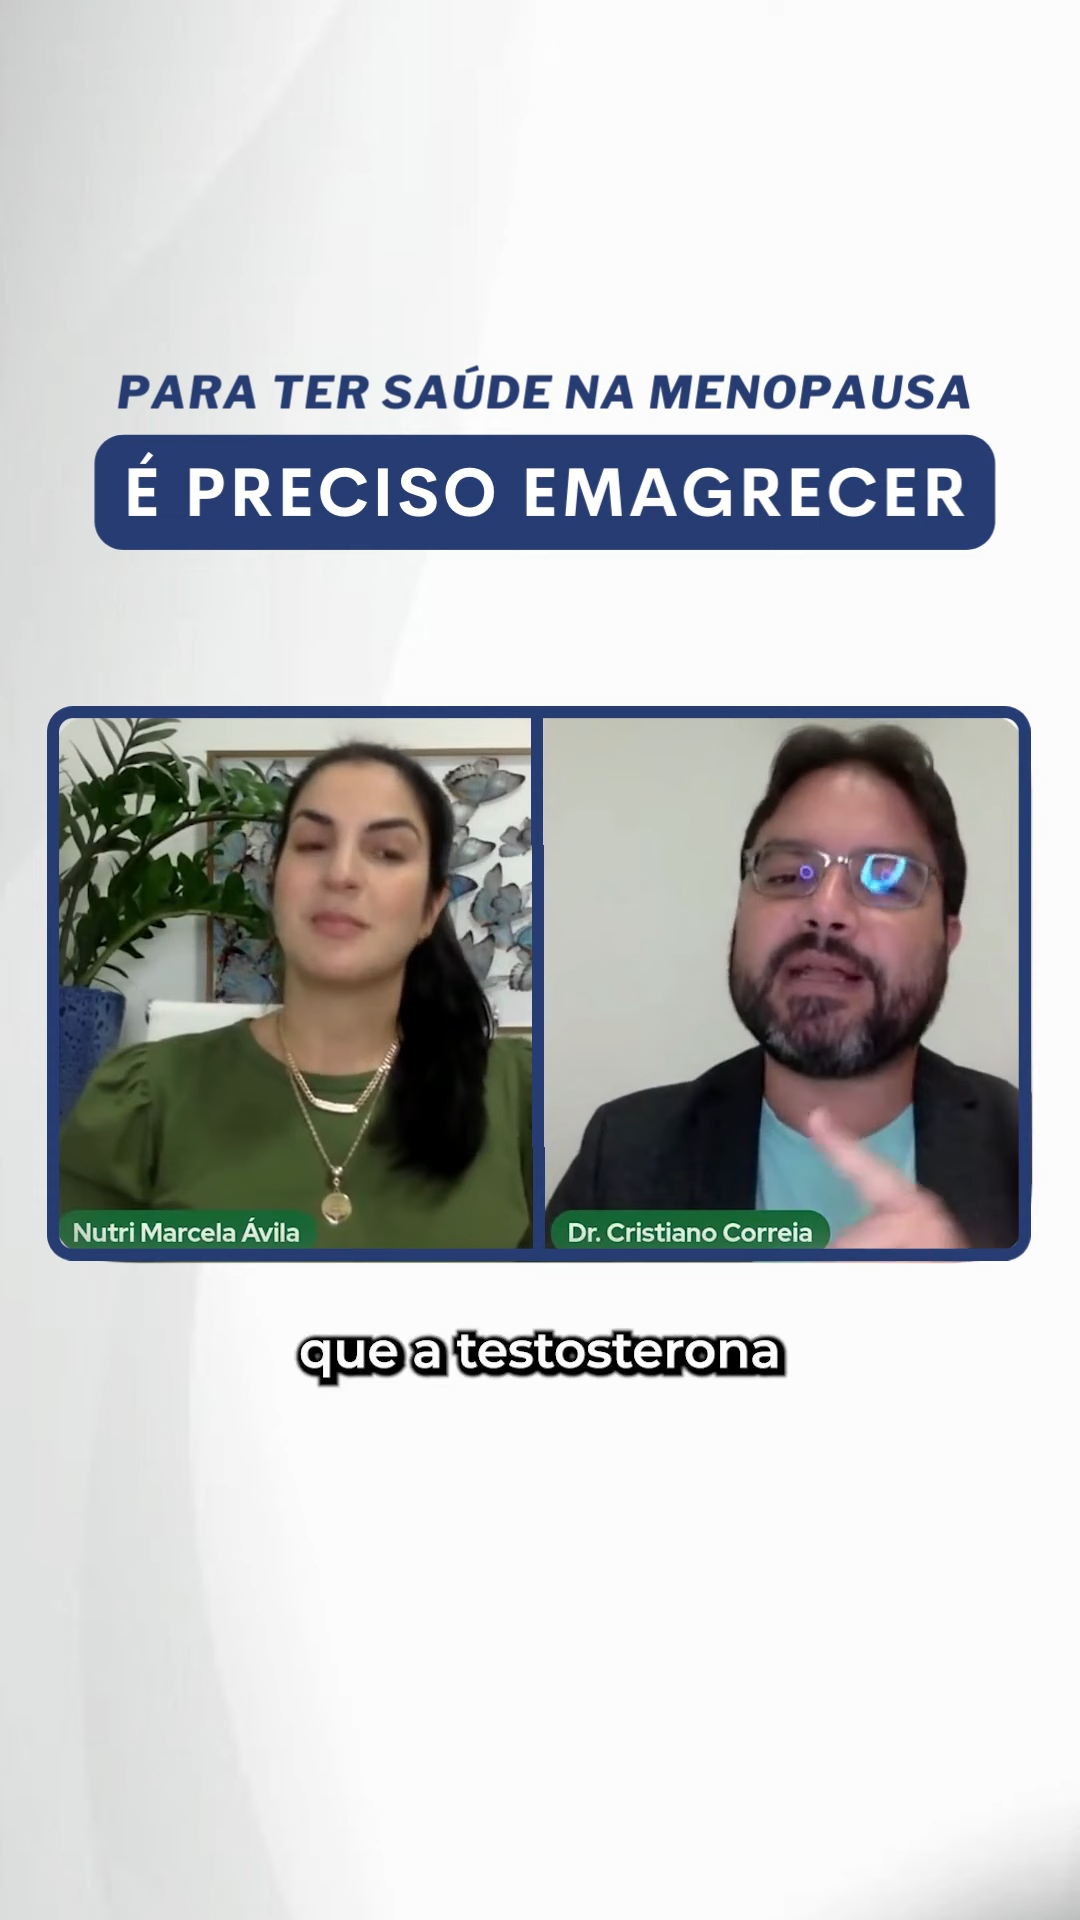 PARA TER SAÚDE NA MENOPAUSA
É PRECISO EMAGRECER
Nutri Marcela Ávila
Dr. Cristiano Correia
que a testosterona